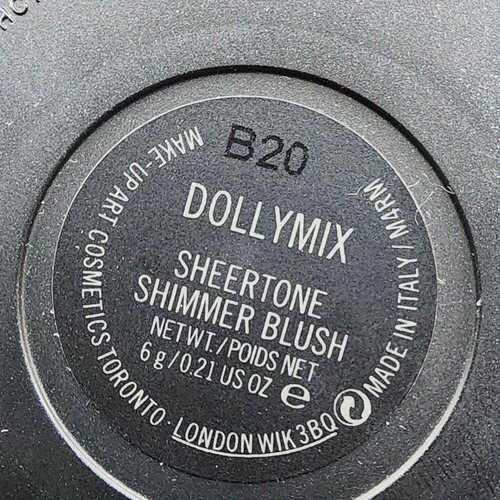 B20
DOLLYMIX
SHEERTONE
SHIMMER BLUSH
NET WT./POIDS NET
6 g/0.21 US OZ e
MAKE-UP ART COSMETICS TORONTO · LONDON WIK 3BQ
MADE IN ITALY / M4RM